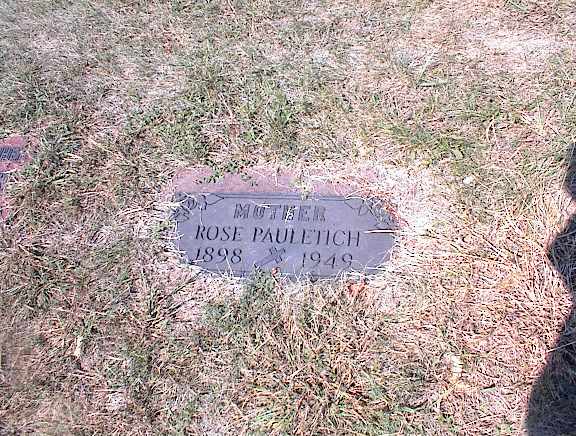 MOTHER
ROSE PAULETICH
1898 1949